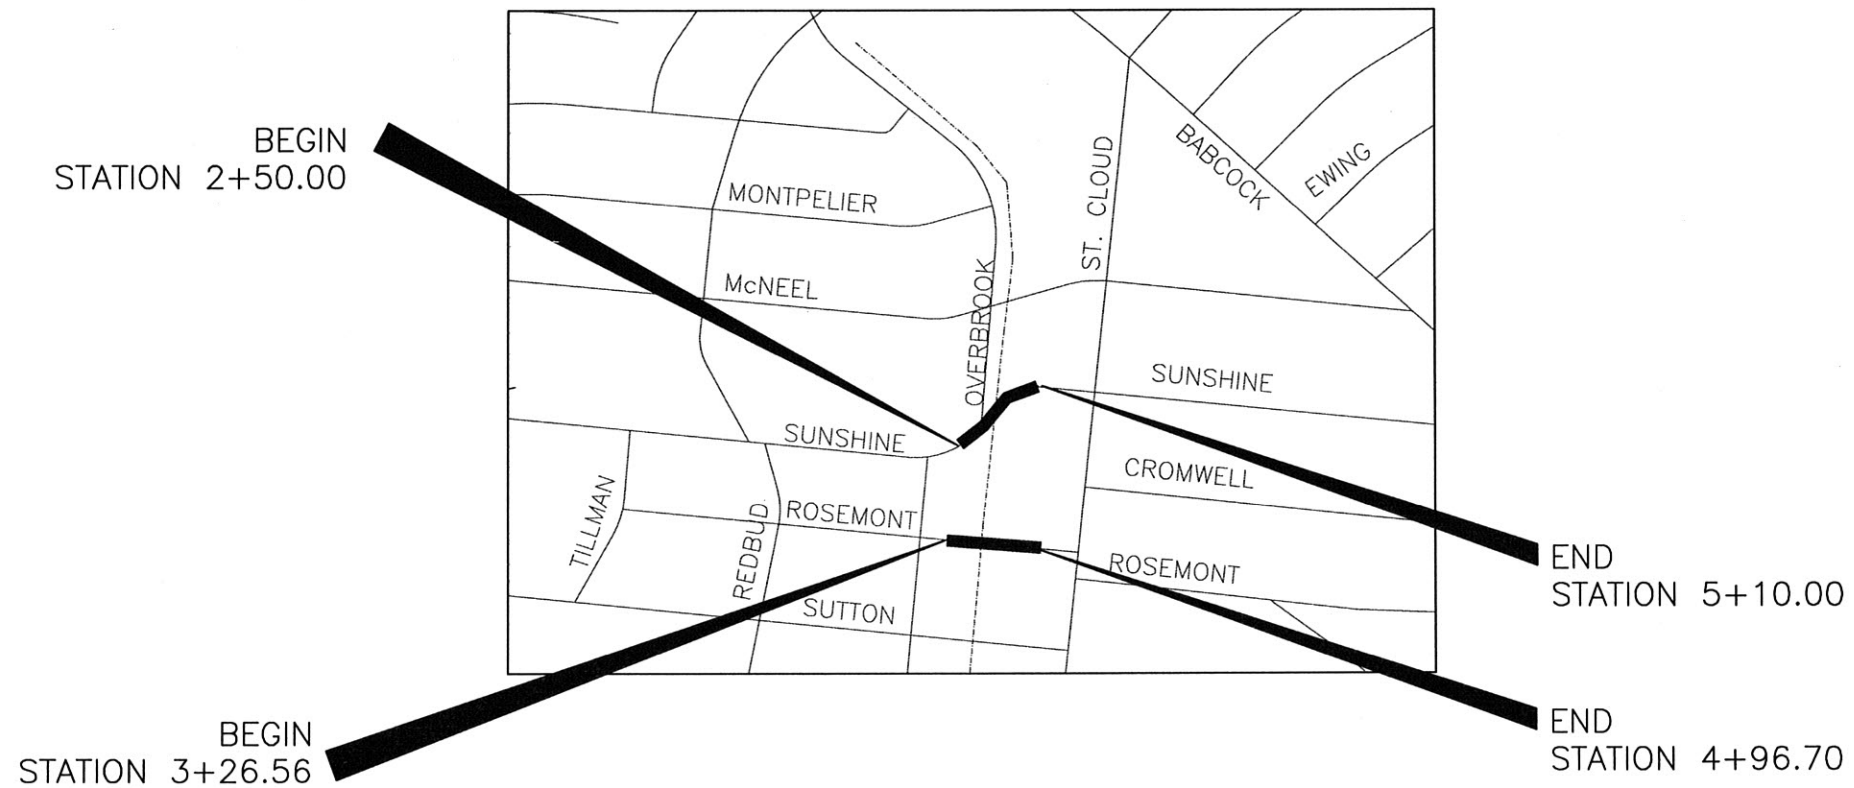 BEGIN
STATION 2+50.00
MONTPELIER
McNEEL
OVERBROOK
ST. CLOUD
BABCOCK
EWING
SUNSHINE
SUNSHINE
CROMWELL
TILLMAN
REDBUD
ROSEMONT
ROSEMONT
SUTTON
END
STATION 5+10.00
BEGIN
STATION 3+26.56
END
STATION 4+96.70